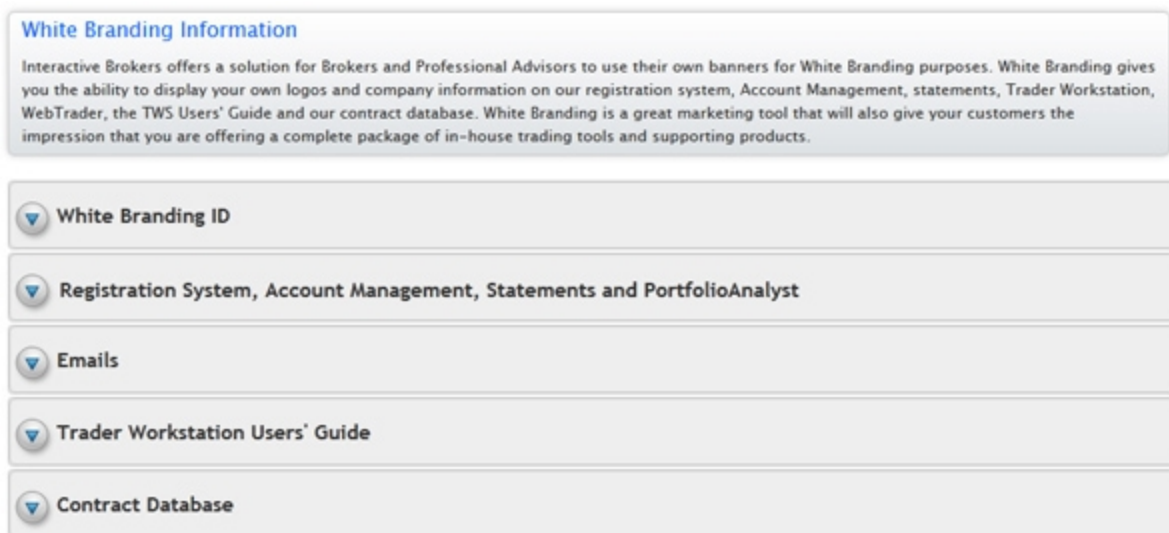 White Branding Information
Interactive Brokers offers a solution for Brokers and Professional Advisors to use their own banners for White Branding purposes. White Branding gives
you the ability to display your own logos and company information on our registration system, Account Management, statements, Trader Workstation,
WebTrader, the TWS Users' Guide and our contract database. White Branding is a great marketing tool that will also give your customers the
impression that you are offering a complete package of in-house trading tools and supporting products.
White Branding ID
Registration System, Account Management, Statements and PortfolioAnalyst
Emails
Trader Workstation Users' Guide
Contract Database